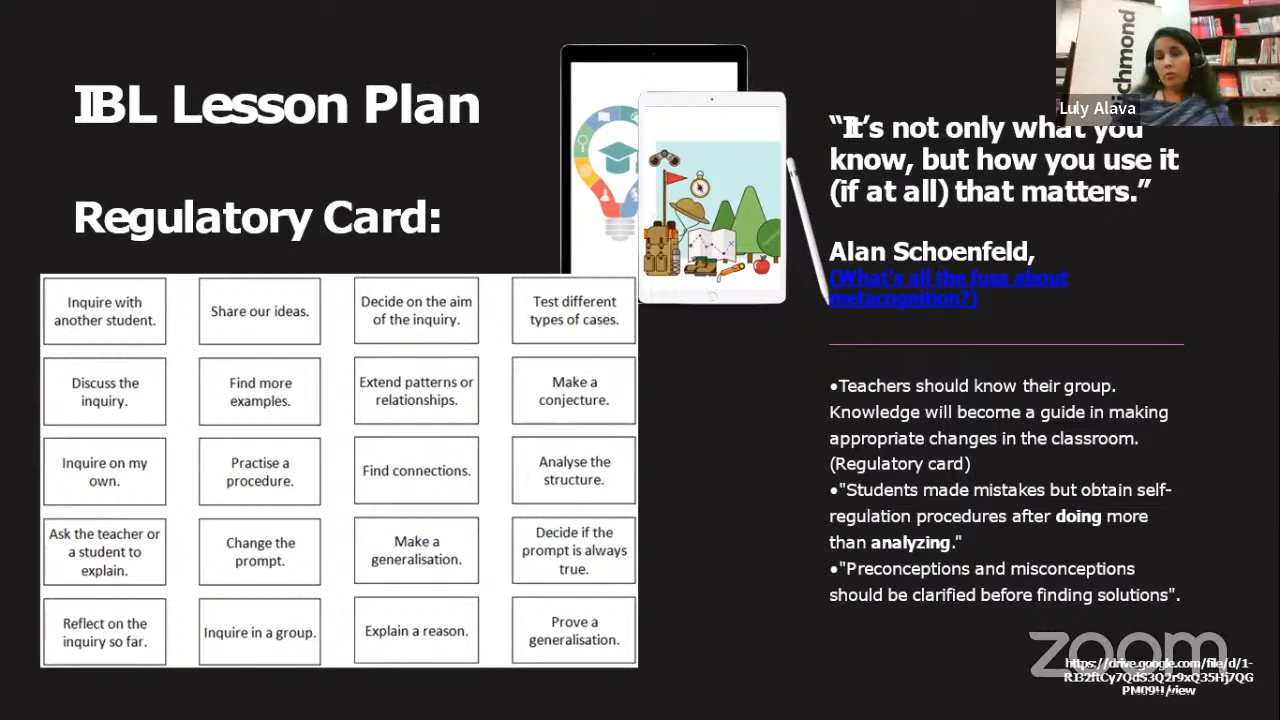 IBL Lesson Plan
Regulatory Card:
Inquire with
another student.
Share our ideas.
Decide on the aim
of the inquiry.
Test different
types of cases.
Discuss the
inquiry.
Find more
examples.
Extend patterns or
relationships.
Make a
conjecture.
Inquire on my
own.
Practise a
procedure.
Find connections.
Analyse the
structure.
Ask the teacher or
a student to
explain.
Change the
prompt.
Make a
generalisation.
Decide if the
prompt is always
true.
Reflect on the
inquiry so far.
Inquire in a group.
Explain a reason.
Prove a
generalisation.
ichmond
Luly Alava
“It’s not only what you
know, but how you use it
(if at all) that matters.”
Alan Schoenfeld,
(What's all the fuss about
metacognition?)
•Teachers should know their group.
Knowledge will become a guide in making
appropriate changes in the classroom.
(Regulatory card)
•"Students made mistakes but obtain self-
regulation procedures after doing more
than analyzing."
•"Preconceptions and misconceptions
should be clarified before finding solutions".
zoom
https://drive.google.com/file/d/1-